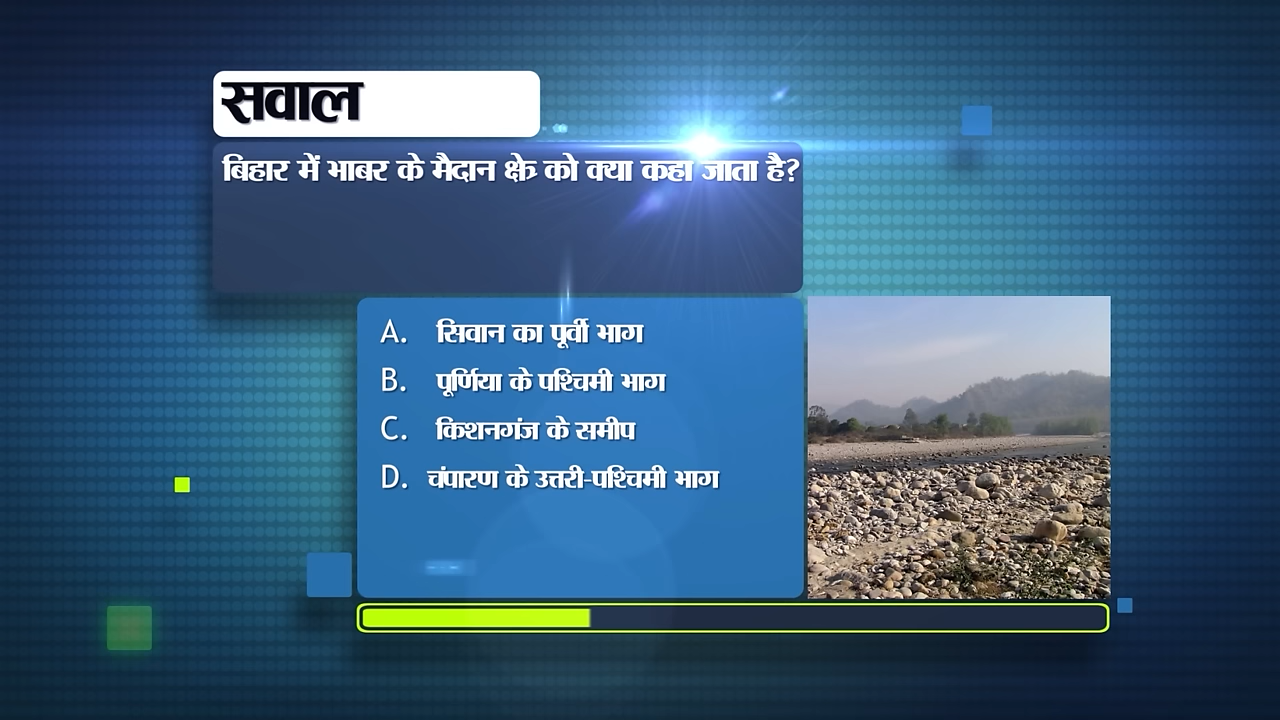 सवाल
बिहार में भाबर के मैदान क्षेत्र को क्या कहा जाता है?
A. सिवान का पूर्वी भाग
B. पूर्णिया के पश्चिमी भाग
C. किशनगंज के समीप
D. चंपारण के उत्तरी-पश्चिमी भाग